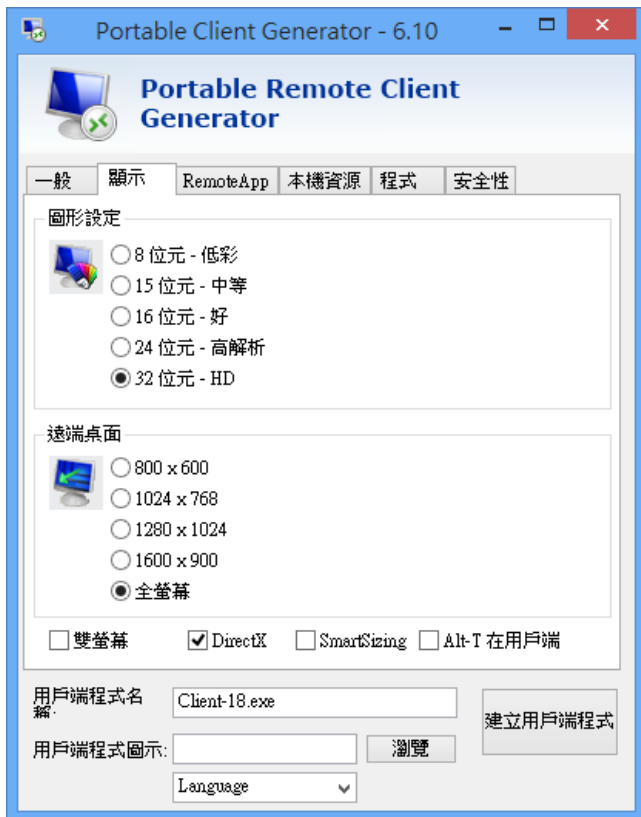 Portable Client Generator - 6.10
Portable Remote Client
Generator
一般 顯示 RemoteApp 本機資源 程式 安全性
圖形設定
8 位元 - 低彩
15 位元 - 中等
16 位元 - 好
24 位元 - 高解析
32 位元 - HD
遠端桌面
800 x 600
1024 x 768
1280 x 1024
1600 x 900
全螢幕
雙螢幕 DirectX SmartSizing Alt-T 在用戶端
用戶端程式名
稱:
Client-18.exe
建立用戶端程式
用戶端程式圖示:
瀏覽
Language